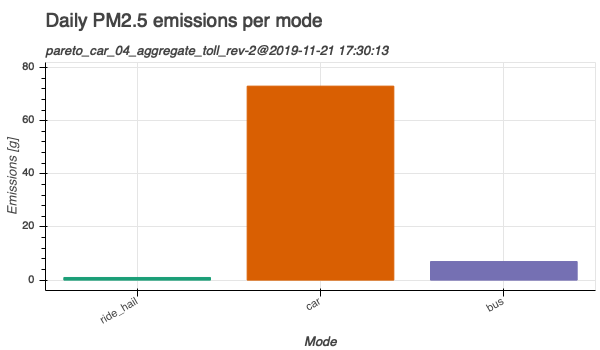 Daily PM2.5 emissions per mode
pareto_car_04_aggregate_toll_rev-2@2019-11-21 17:30:13
80
60
40
20
0
Emissions [g]
ride_hail
car
bus
Mode